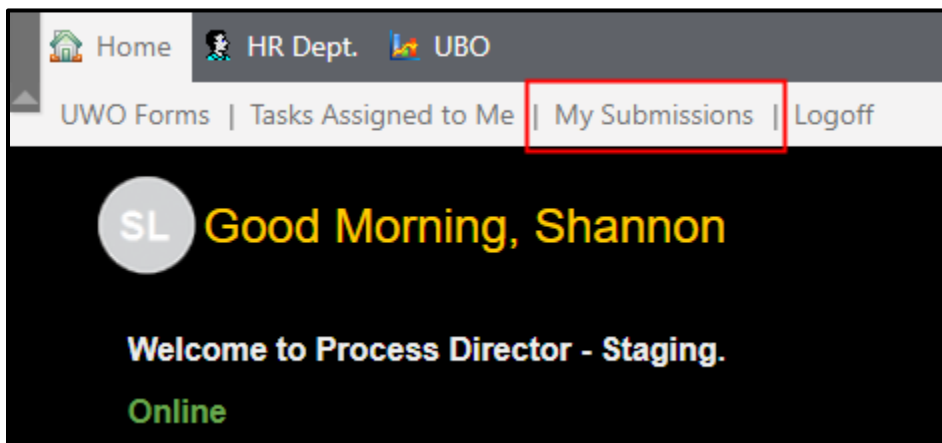 Home HR Dept. UBO
UWO Forms | Tasks Assigned to Me | My Submissions | Logoff
SL Good Morning, Shannon
Welcome to Process Director - Staging.
Online